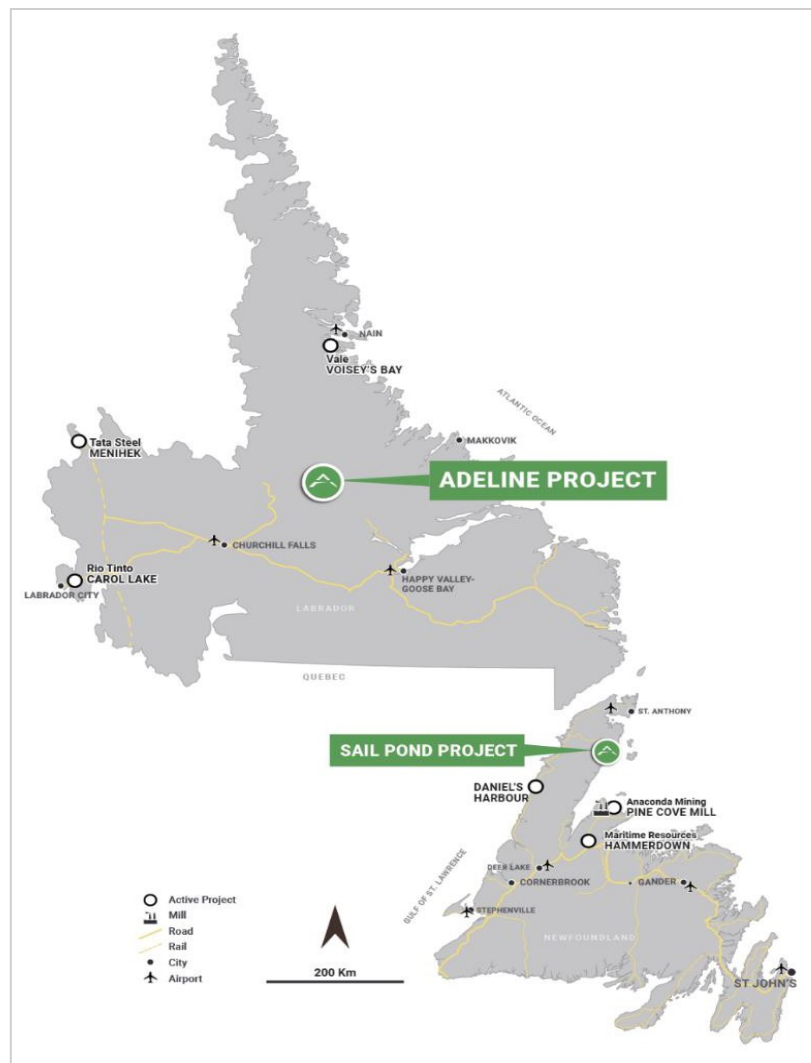 NAIN
Vale
VOISEY'S BAY
ATLANTIC OCEAN
MAKKOVIK
Tata Steel
MENIHEK
ADELINE PROJECT
CHURCHILL FALLS
Rio Tinto
CAROL LAKE
LABRADOR CITY
HAPPY VALLEY-
GOOSE BAY
LABRADOR
QUEBEC
ST. ANTHONY
SAIL POND PROJECT
DANIEL'S
HARBOUR
Anaconda Mining
PINE COVE MILL
Maritime Resources
HAMMERDOWN
DEER LAKE
CORNERBROOK
GANDER
GULF OF ST. LAWRENCE
STEPHENVILLE
NEWFOUNDLAND
ST JOHN'S
Active Project
Mill
Road
Rail
City
Airport
200 Km